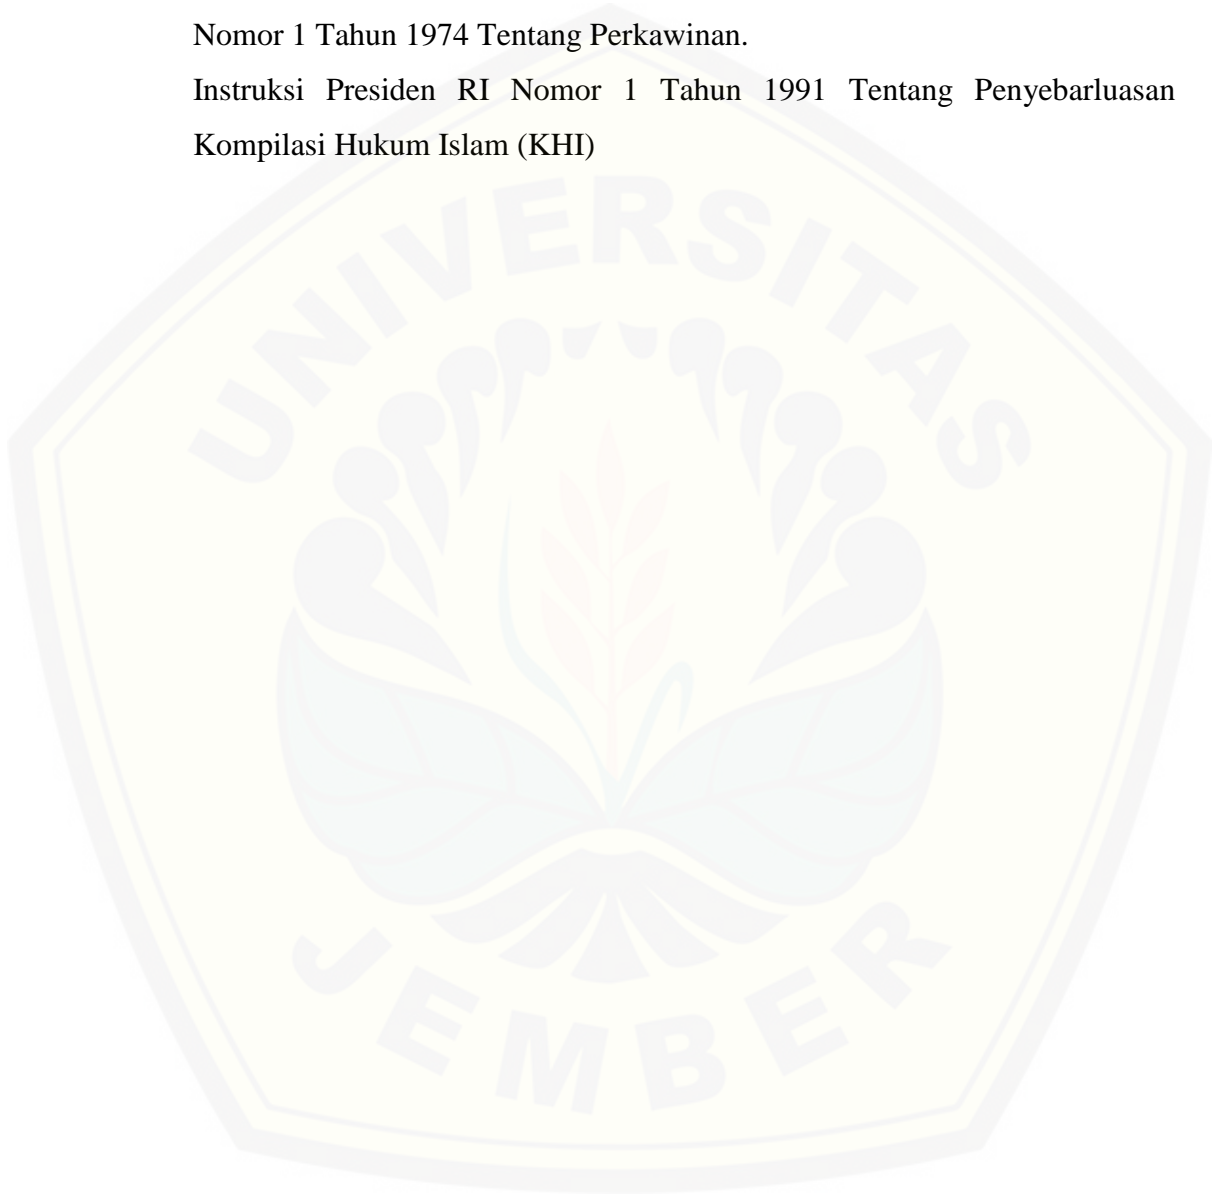 Nomor 1 Tahun 1974 Tentang Perkawinan.
Instruksi Presiden RI Nomor 1 Tahun 1991 Tentang Penyebarluasan
Kompilasi Hukum Islam (KHI)
UNIVERSITAS
JEMBER